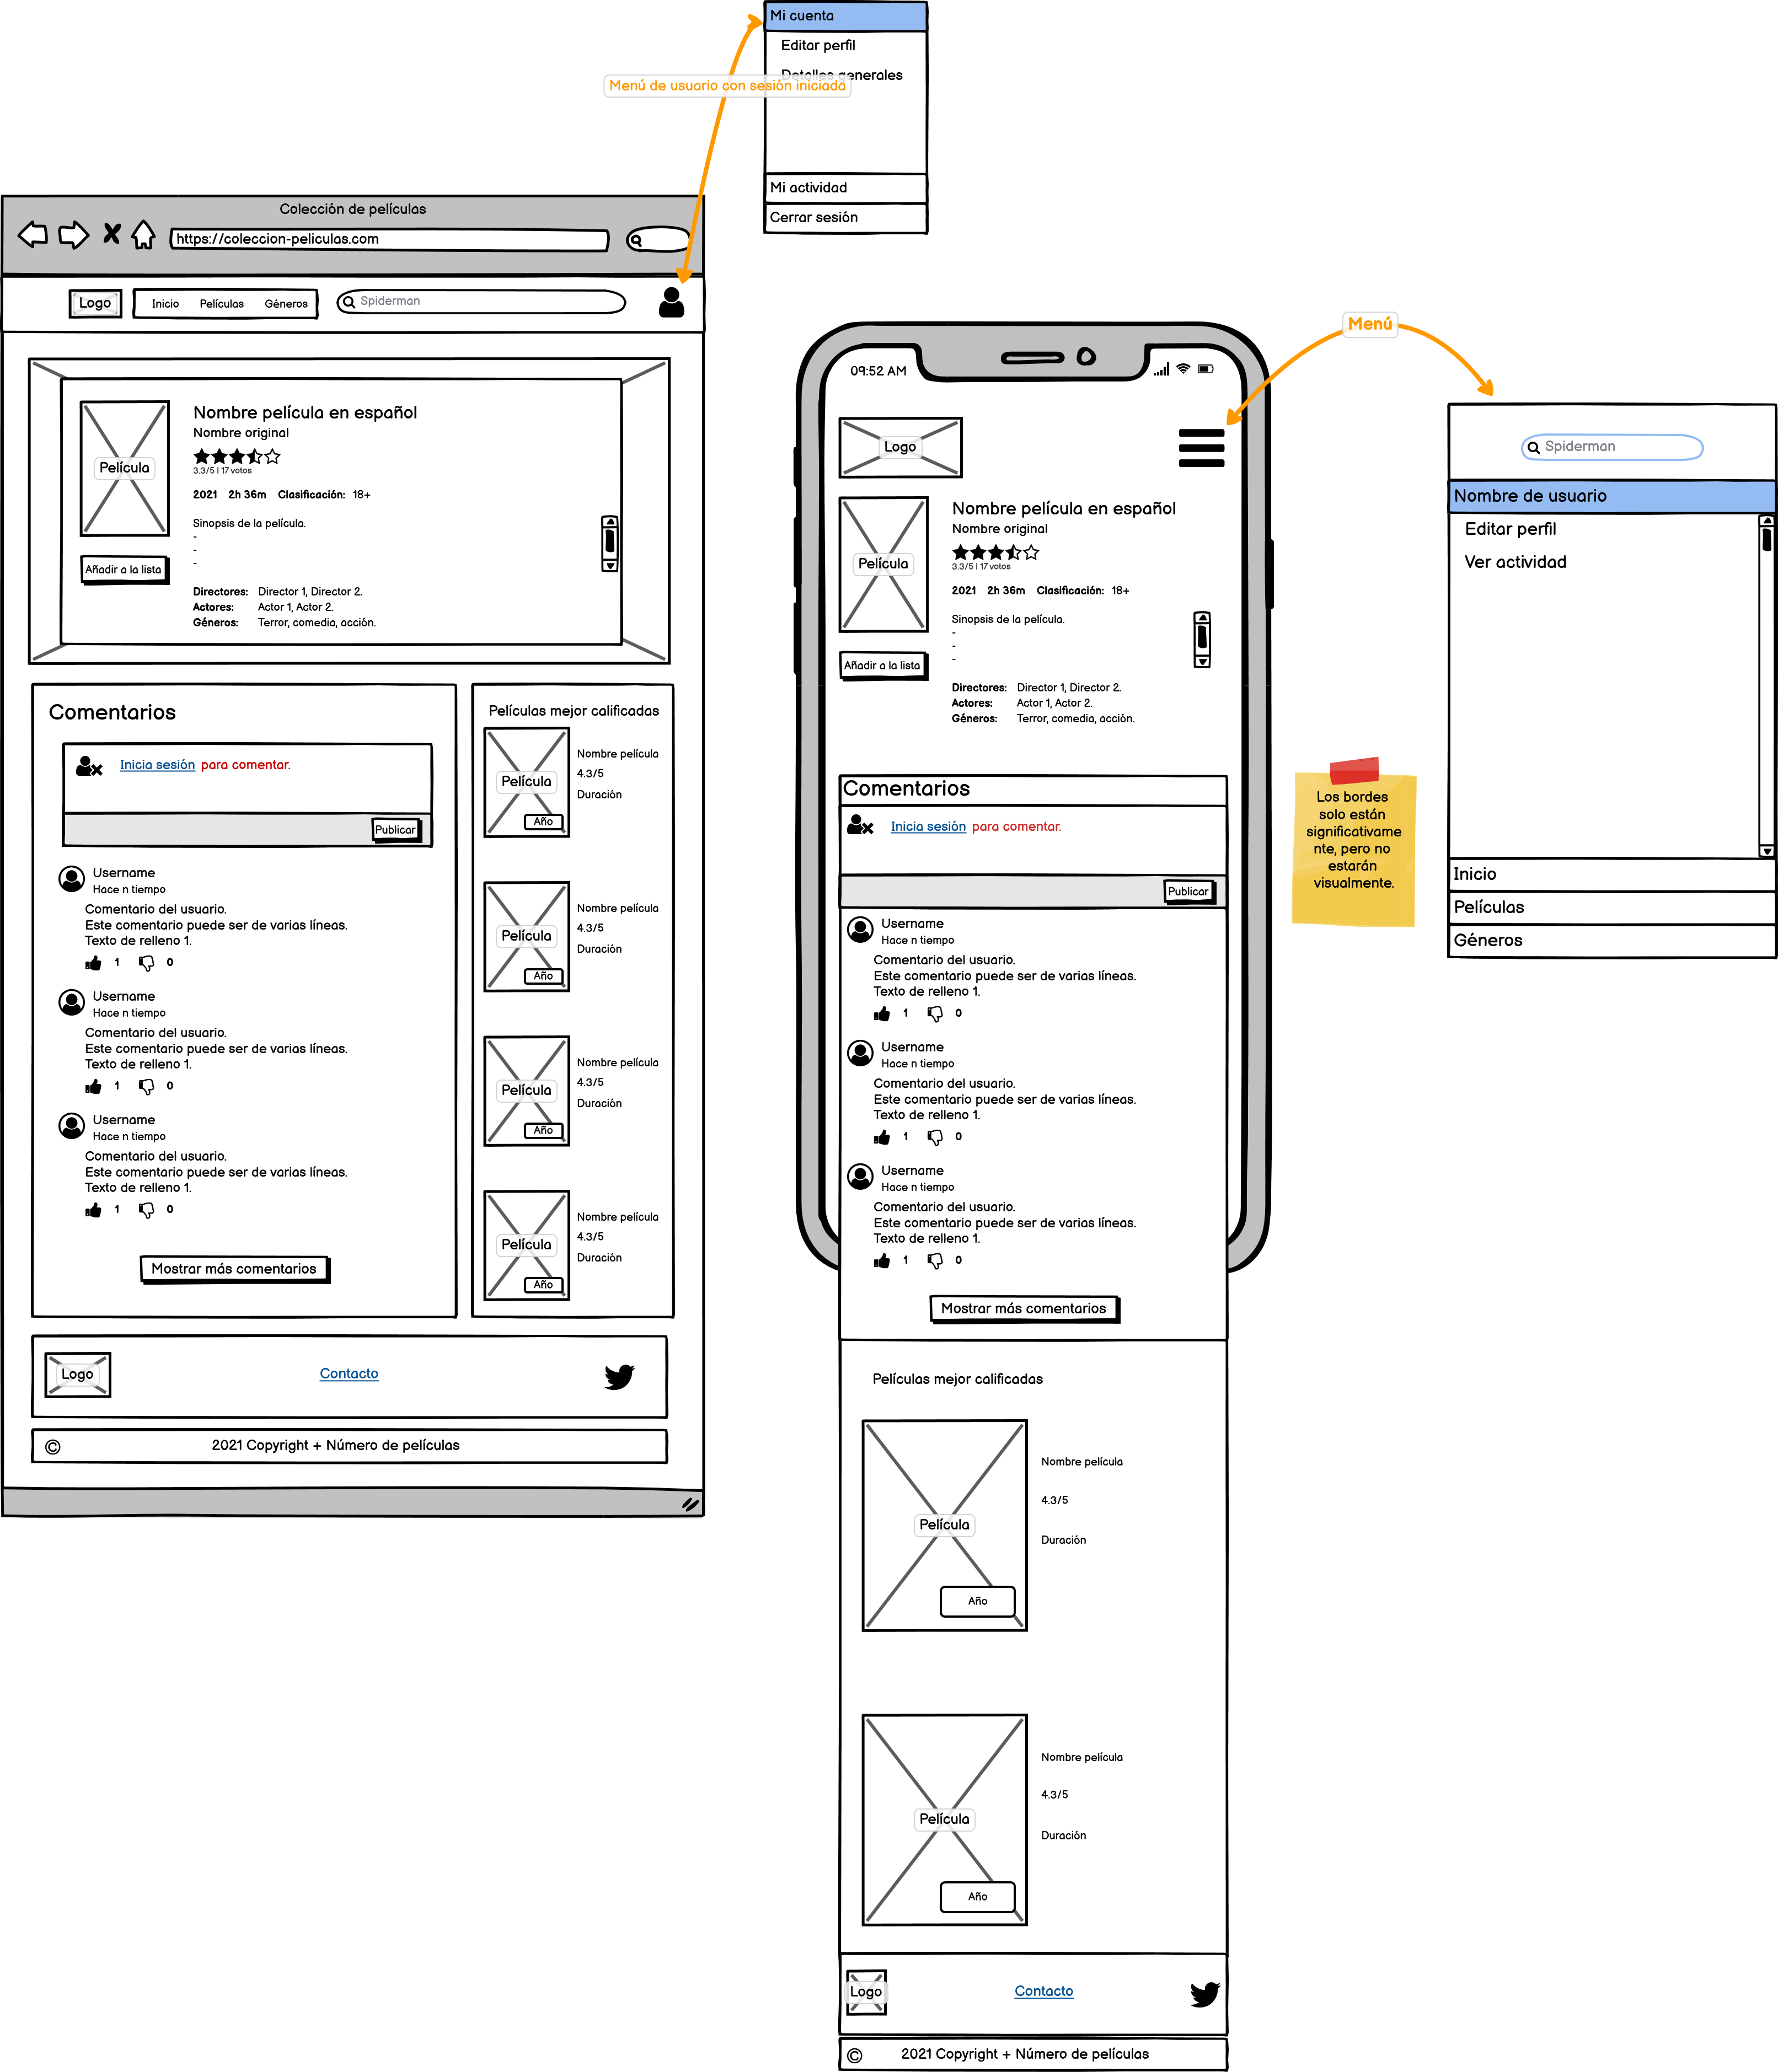 Mi cuenta
Editar perfil
Detalles generales
Menú de usuario con sesión iniciada
Mi actividad
Cerrar sesión
Colección de películas
https://coleccion-peliculas.com
Logo
Inicio
Películas
Géneros
Spiderman
Película
Nombre película en español
Nombre original
3.3/5 | 17 votos
2021 2h 36m Clasificación: 18+
Sinopsis de la película.
-
-
-
Añadir a la lista
Directores: Director 1, Director 2.
Actores: Actor 1, Actor 2.
Géneros: Terror, comedia, acción.
Comentarios
Inicia sesión para comentar.
Publicar
Username
Hace n tiempo
Comentario del usuario.
Este comentario puede ser de varias líneas.
Texto de relleno 1.
1 0
Username
Hace n tiempo
Comentario del usuario.
Este comentario puede ser de varias líneas.
Texto de relleno 1.
1 0
Username
Hace n tiempo
Comentario del usuario.
Este comentario puede ser de varias líneas.
Texto de relleno 1.
1 0
Mostrar más comentarios
Películas mejor calificadas
Película
Nombre película
4.3/5
Duración
Año
Película
Nombre película
4.3/5
Duración
Año
Película
Nombre película
4.3/5
Duración
Año
Película
Nombre película
4.3/5
Duración
Año
Logo
Contacto
© 2021 Copyright + Número de películas
09:52 AM
Logo
Película
Nombre película en español
Nombre original
3.3/5 | 17 votos
2021 2h 36m Clasificación: 18+
Sinopsis de la película.
-
-
-
Añadir a la lista
Directores: Director 1, Director 2.
Actores: Actor 1, Actor 2.
Géneros: Terror, comedia, acción.
Comentarios
Inicia sesión para comentar.
Publicar
Username
Hace n tiempo
Comentario del usuario.
Este comentario puede ser de varias líneas.
Texto de relleno 1.
1 0
Username
Hace n tiempo
Comentario del usuario.
Este comentario puede ser de varias líneas.
Texto de relleno 1.
1 0
Username
Hace n tiempo
Comentario del usuario.
Este comentario puede ser de varias líneas.
Texto de relleno 1.
1 0
Mostrar más comentarios
Películas mejor calificadas
Película
Nombre película
4.3/5
Duración
Año
Película
Nombre película
4.3/5
Duración
Año
Logo
Contacto
© 2021 Copyright + Número de películas
Los bordes
solo están
significativame
nte, pero no
estarán
visualmente.
Menú
Spiderman
Nombre de usuario
Editar perfil
Ver actividad
Inicio
Películas
Géneros